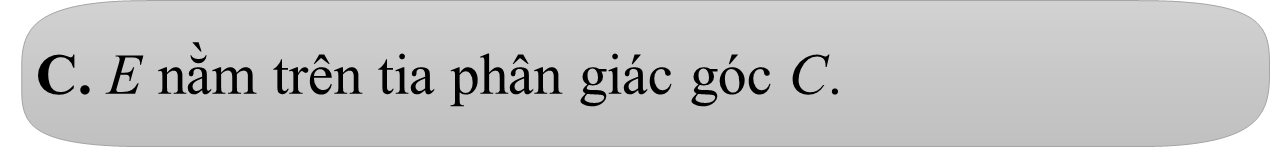 C. E nằm trên tia phân giác góc C.